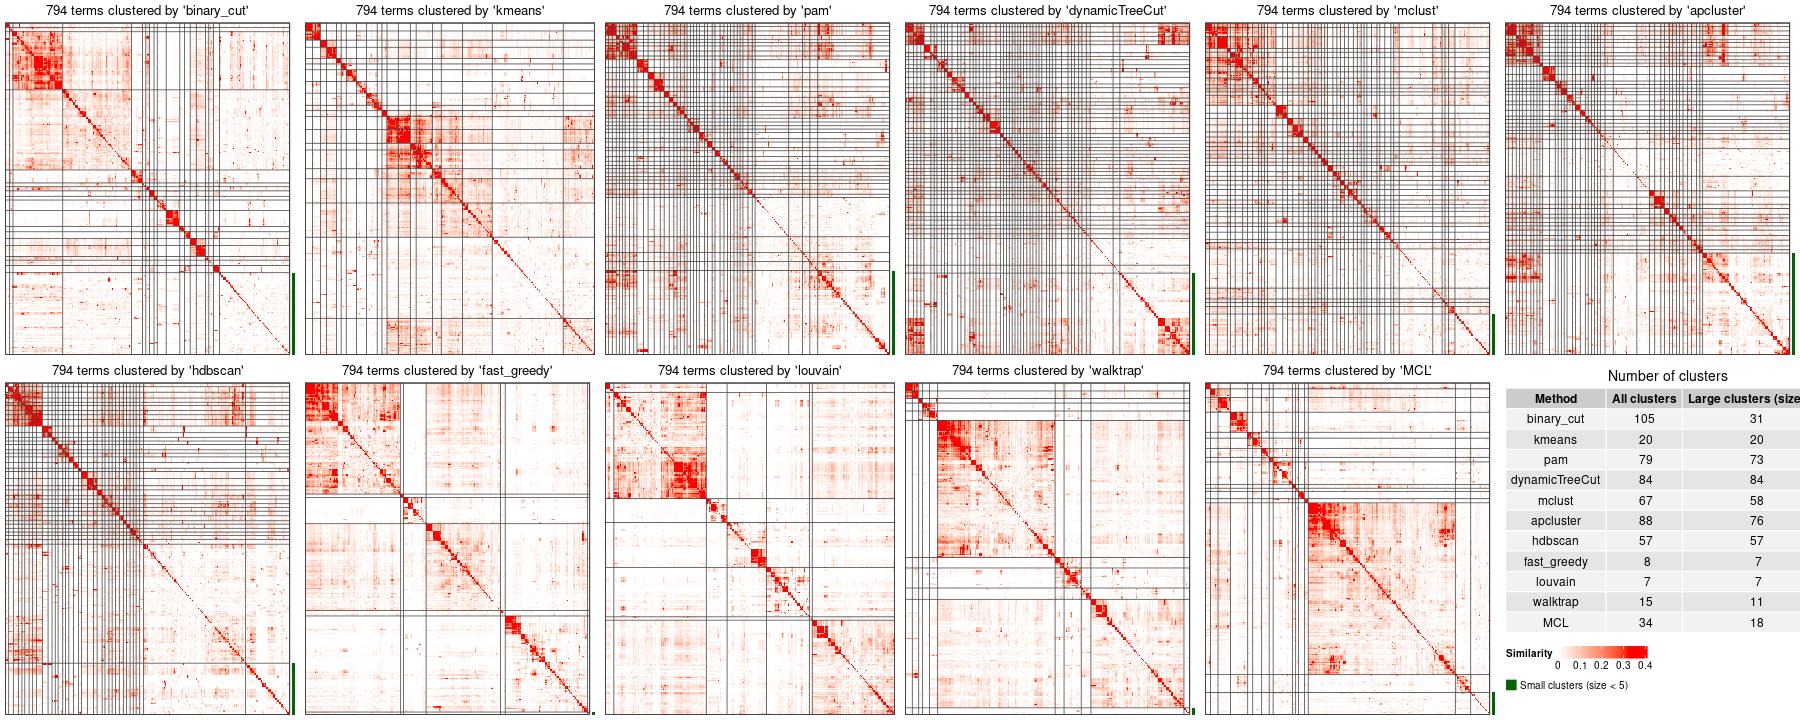 794 terms clustered by 'binary_cut'
794 terms clustered by 'kmeans'
794 terms clustered by 'pam'
794 terms clustered by 'dynamicTreeCut'
794 terms clustered by 'mclust'
794 terms clustered by 'apcluster'
794 terms clustered by 'hdbscan'
794 terms clustered by 'fast_greedy'
794 terms clustered by 'louvain'
794 terms clustered by 'walktrap'
794 terms clustered by 'MCL'
Number of clusters
Method All clusters Large clusters (size
binary_cut 105 31
kmeans 20 20
pam 79 73
dynamicTreeCut 84 84
mclust 67 58
apcluster 88 76
hdbscan 57 57
fast_greedy 8 7
louvain 7 7
walktrap 15 11
MCL 34 18
Similarity
0 0.1 0.2 0.3 0.4
Small clusters (size < 5)